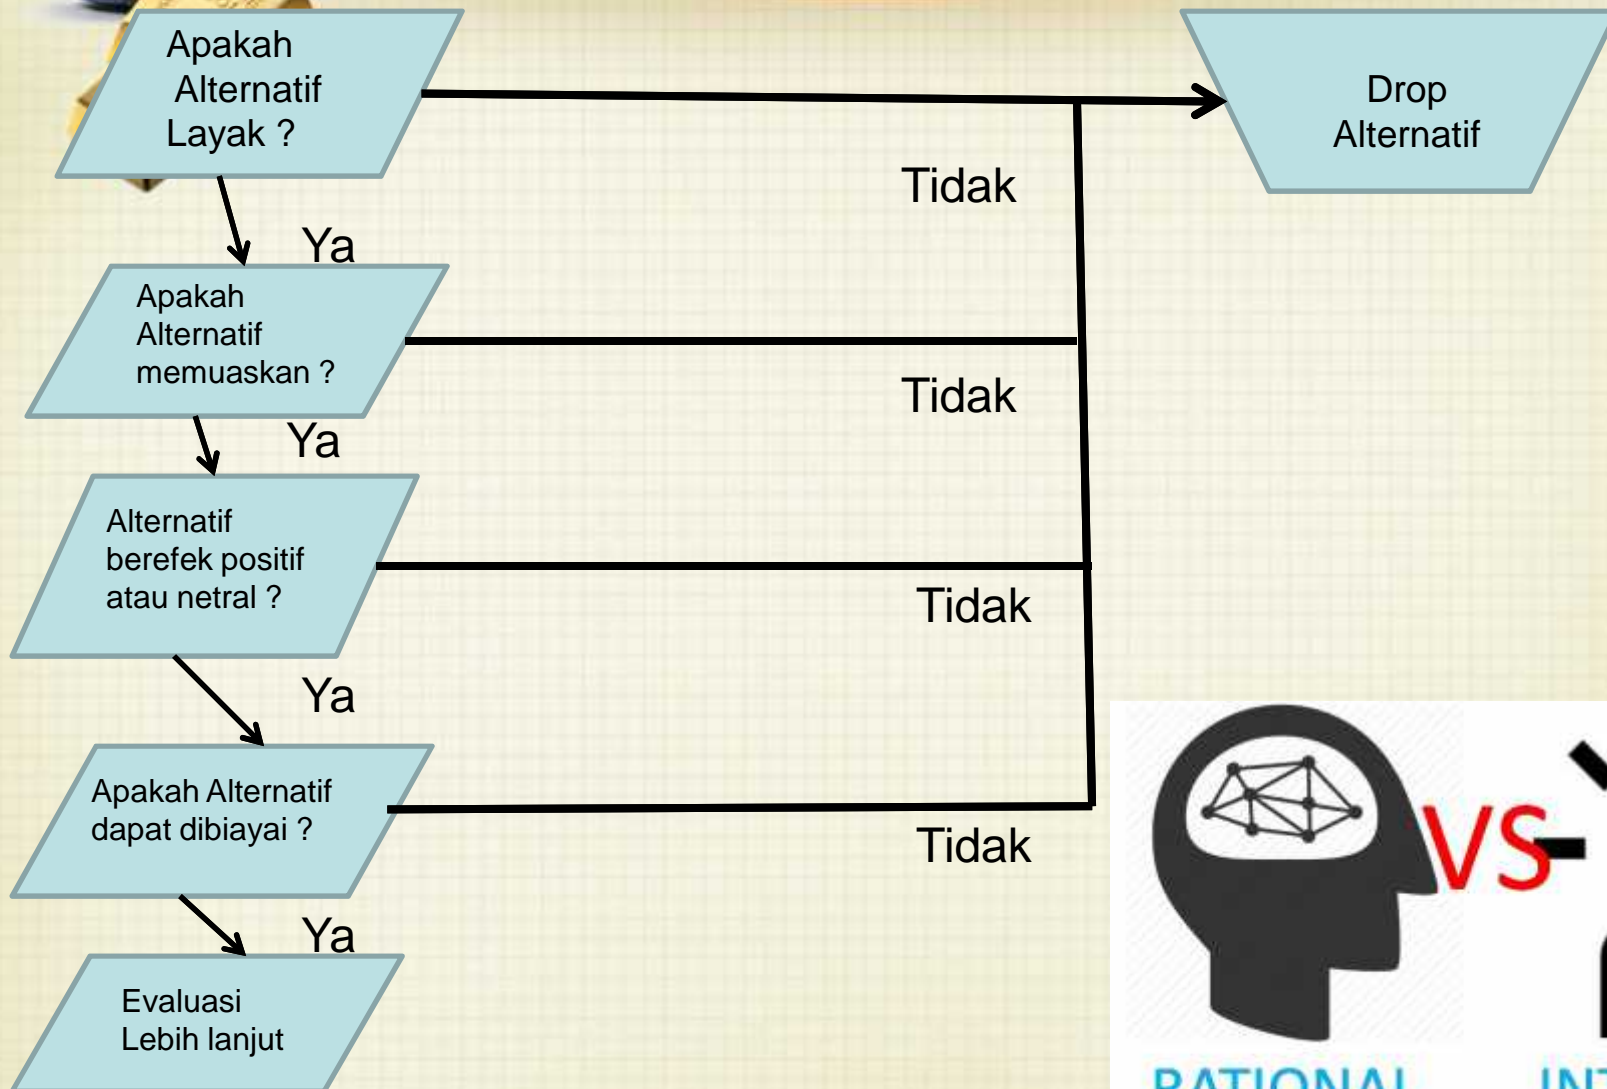 Apakah
Alternatif
Layak ?
Drop
Alternatif
Tidak
Ya
Apakah
Alternatif
memuaskan ?
Tidak
Ya
Alternatif
berefek positif
atau netral ?
Tidak
Ya
Apakah Alternatif
dapat dibiayai ?
Tidak
Ya
Evaluasi
Lebih lanjut
VS
RATIONAL